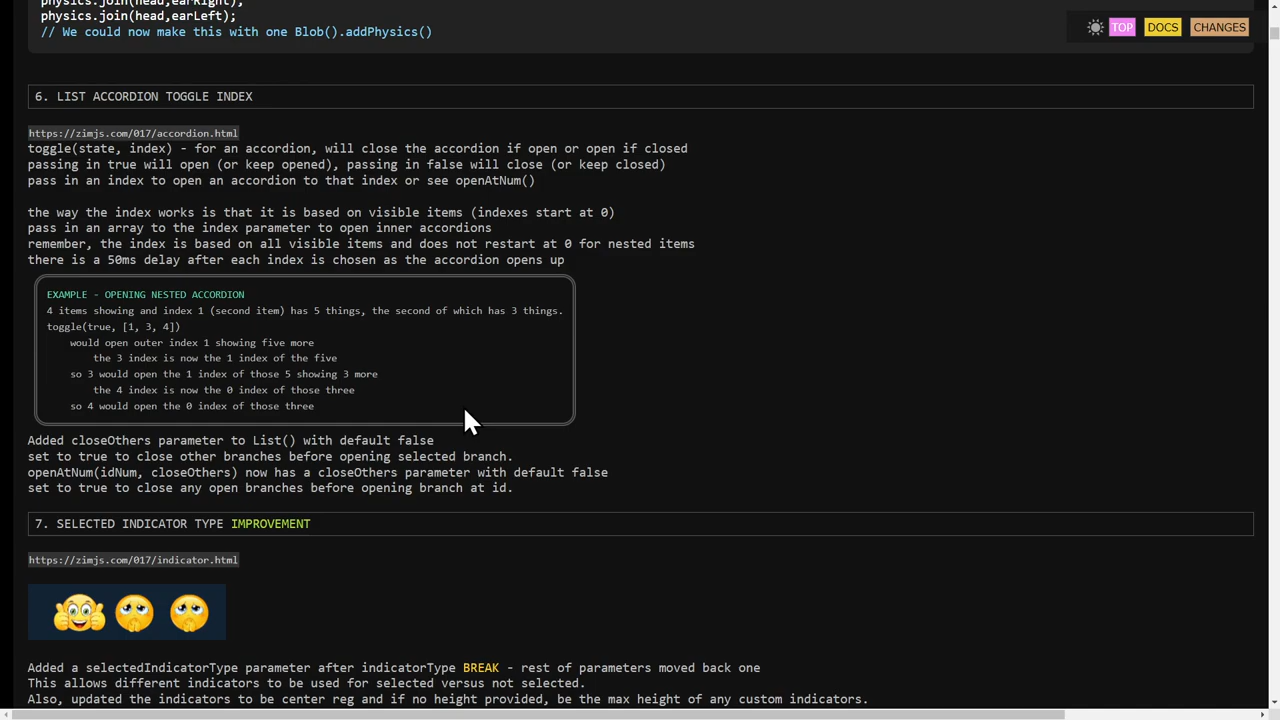 physics.join(head,earRight);
physics.join(head,earLeft);
// We could now make this with one Blob().addPhysics()
TOP DOCS CHANGES
6. LIST ACCORDION TOGGLE INDEX
https://zimjs.com/017/accordion.html
toggle(state, index) - for an accordion, will close the accordion if open or open if closed
passing in true will open (or keep opened), passing in false will close (or keep closed)
pass in an index to open an accordion to that index or see openAtNum()
the way the index works is that it is based on visible items (indexes start at 0)
pass in an array to the index parameter to open inner accordions
remember, the index is based on all visible items and does not restart at 0 for nested items
there is a 50ms delay after each index is chosen as the accordion opens up
EXAMPLE - OPENING NESTED ACCORDION
4 items showing and index 1 (second item) has 5 things, the second of which has 3 things.
toggle(true, [1, 3, 4])
would open outer index 1 showing five more
the 3 index is now the 1 index of the five
so 3 would open the 1 index of those 5 showing 3 more
the 4 index is now the 0 index of those three
so 4 would open the 0 index of those three
Added closeOthers parameter to List() with default false
set to true to close other branches before opening selected branch.
openAtNum(idNum, closeOthers) now has a closeOthers parameter with default false
set to true to close any open branches before opening branch at id.
7. SELECTED INDICATOR TYPE IMPROVEMENT
https://zimjs.com/017/indicator.html
Added a selectedIndicatorType parameter after indicatorType BREAK - rest of parameters moved back one
This allows different indicators to be used for selected versus not selected.
Also, updated the indicators to be center reg and if no height provided, be the max height of any custom indicators.